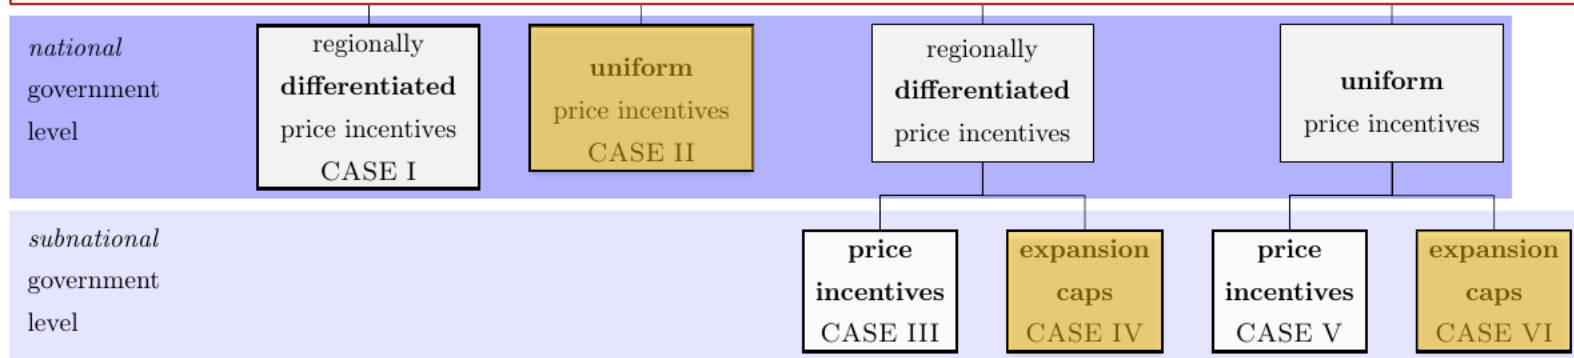 national
government
level
regionally
differentiated
price incentives
CASE I
uniform
price incentives
CASE II
regionally
differentiated
price incentives
uniform
price incentives
subnational
government
level
price
incentives
CASE III
expansion
caps
CASE IV
price
incentives
CASE V
expansion
caps
CASE VI